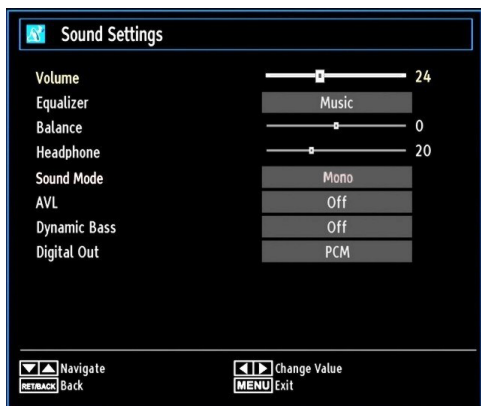 Sound Settings
Volume 24
Equalizer Music
Balance 0
Headphone 20
Sound Mode Mono
AVL Off
Dynamic Bass Off
Digital Out PCM
Navigate Change Value
RET/BACK Back MENU Exit